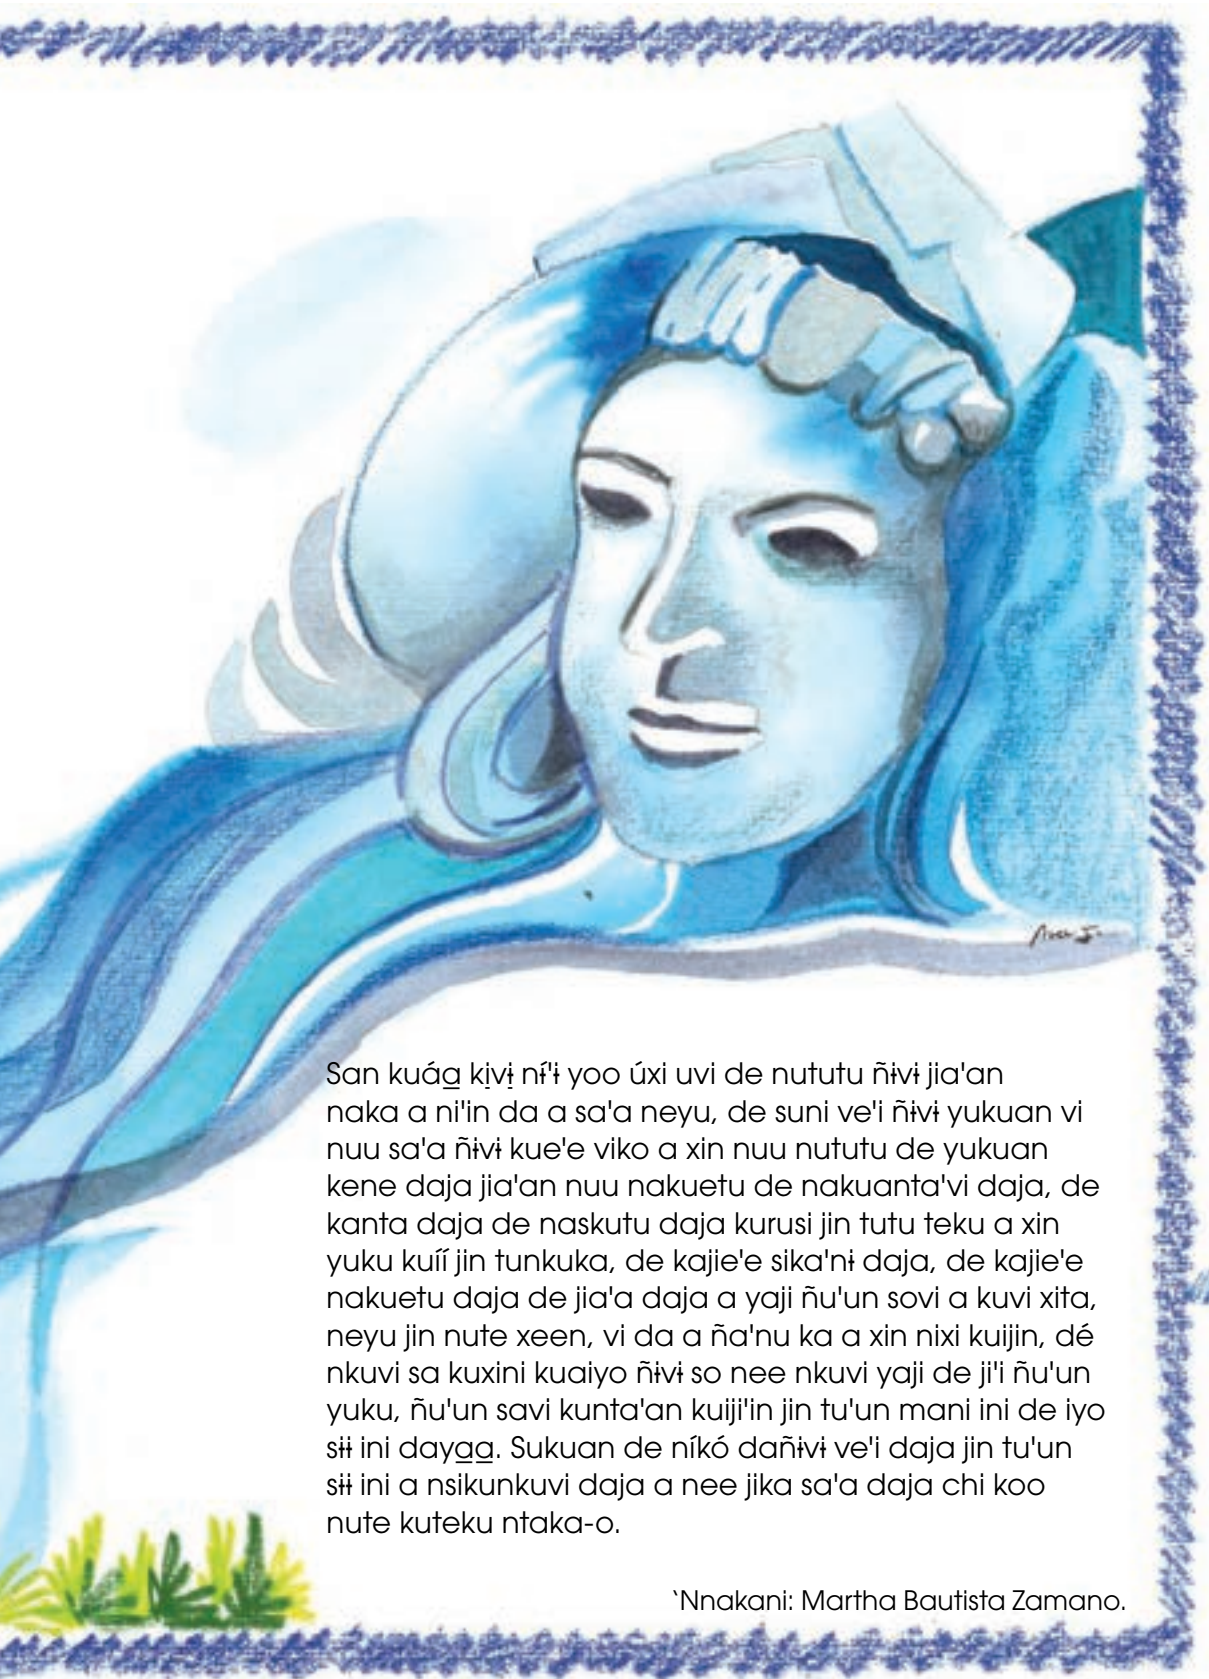 San kuág̱a̱ ki̱vɨ̱ nɨ́'ɨ yoo úxi uvi de nututu ñɨvɨ jia'an
naka a ni'in da a sa'a neyu, de suni ve'i ñɨvɨ yukuan vi
nuu sa'a ñɨvɨ kue'e viko a xin nuu nututu de yukuan
kene daja jia'an nuu nakuetu de nakuanta'vi daja, de
kanta daja de naskutu daja kurusi jin tutu teku a xin
yuku kuíí jin tunkuka, de kajie'e sika'nɨ daja, de kajie'e
nakuetu daja de jia'a daja a yaji ñu'un sovi a kuvi xita,
neyu jin nute xeen, vi da a ña'nu ka a xin nixi kuijin, dé
nkuvi sa kuxini kuaiyo ñɨvɨ so nee nkuvi yaji de ji'i ñu'un
yuku, ñu'un savi kunta'an kuiji'in jin tu'un mani ini de iyo
sɨɨ ini daya̱a̱. Sukuan de níkó dañɨvɨ ve'i daja jin tu'un
sɨɨ ini a nsikunkuvi daja a nee jika sa'a daja chi koo
nute kuteku ntaka-o.
‛Nnakani: Martha Bautista Zamano.